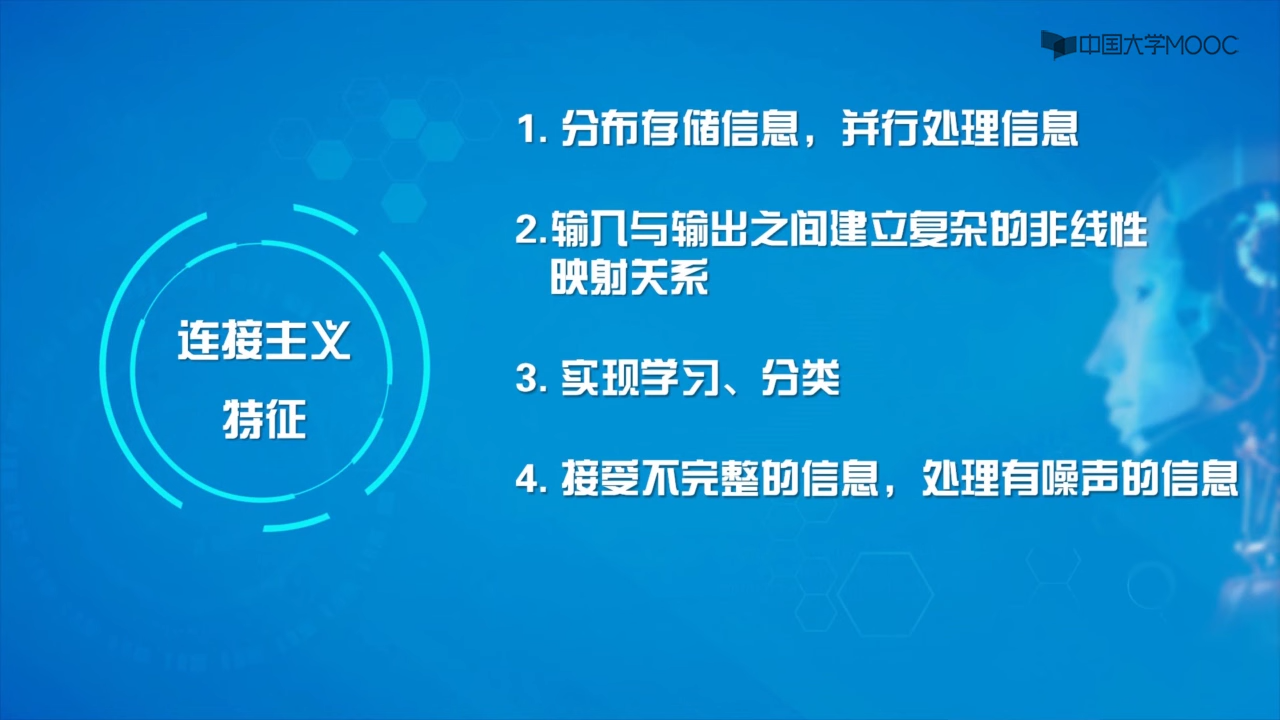 中国大学MOOC
1. 分布存储信息，并行处理信息
2.输入与输出之间建立复杂的非线性
映射关系
连接主义
特征
3. 实现学习、分类
4. 接受不完整的信息，处理有噪声的信息